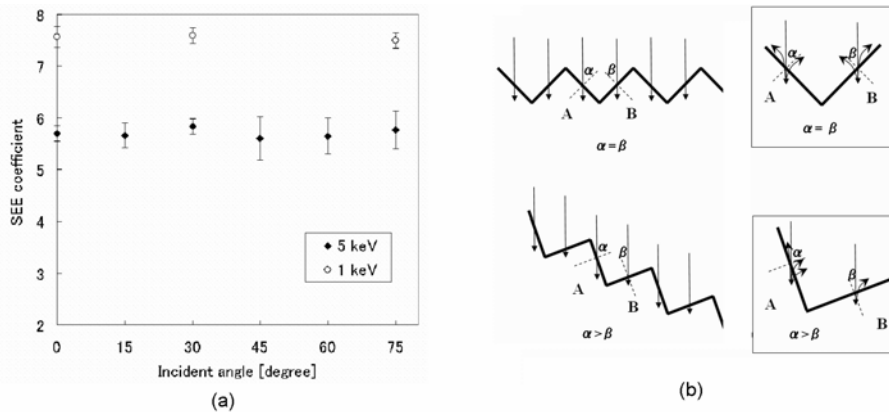 8
7
6
5
4
3
2
SEE coefficient
5 keV
1 keV
0 15 30 45 60 75
Incident angle [degree]
(a)
α β
A B
α = β
α β
A B
α = β
α β
A B
α > β
α β
A B
α > β
(b)